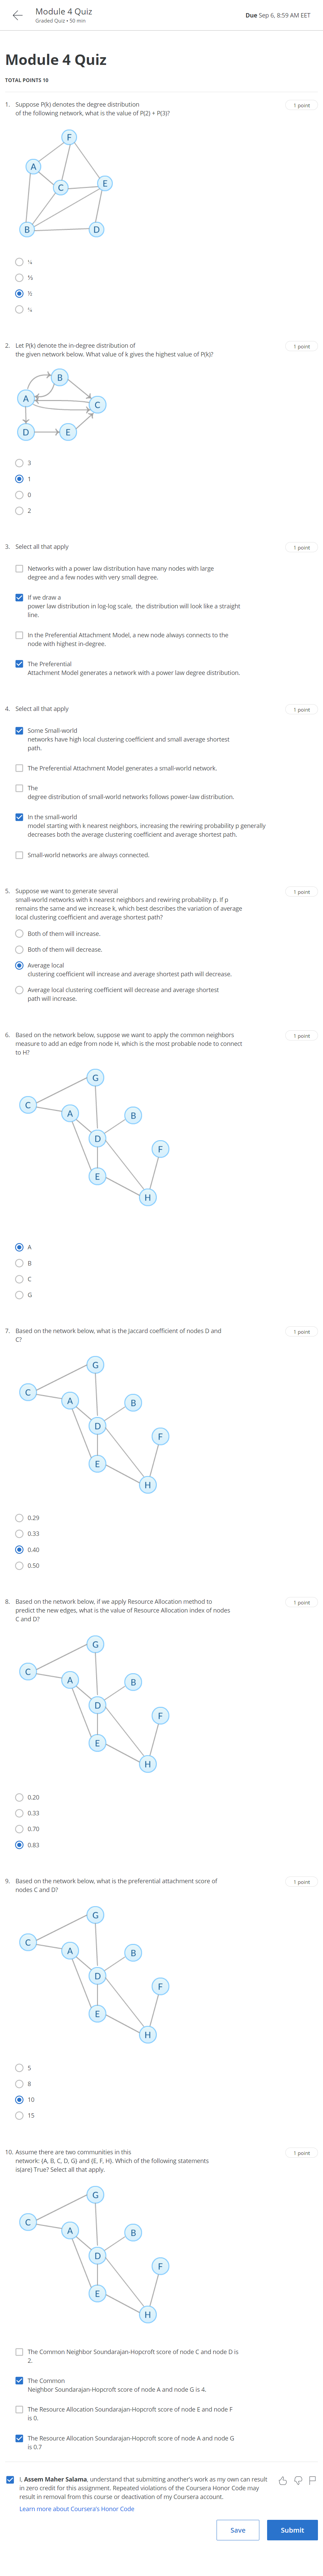 Module 4 Quiz
Graded Quiz • 50 min
Due Sep 6, 8:59 AM EET
Module 4 Quiz
TOTAL POINTS 10
1. Suppose P(k) denotes the degree distribution
of the following network, what is the value of P(2) + P(3)?
1 point
F
A
C
E
B
D
½
2. Let P(k) denote the in-degree distribution of
the given network below. What value of k gives the highest value of P(k)?
1 point
B
A
C
D
E
3
1
0
2
3. Select all that apply
1 point
Networks with a power law distribution have many nodes with large
degree and a few nodes with very small degree.
If we draw a
power law distribution in log-log scale, the distribution will look like a straight
line.
In the Preferential Attachment Model, a new node always connects to the
node with highest in-degree.
The Preferential
Attachment Model generates a network with a power law degree distribution.
4. Select all that apply
1 point
Some Small-world
networks have high local clustering coefficient and small average shortest
path.
The Preferential Attachment Model generates a small-world network.
The
degree distribution of small-world networks follows power-law distribution.
In the small-world
model starting with k nearest neighbors, increasing the rewiring probability p generally
decreases both the average clustering coefficient and average shortest path.
Small-world networks are always connected.
5. Suppose we want to generate several
small-world networks with k nearest neighbors and rewiring probability p. If p
remains the same and we increase k, which best describes the variation of average
local clustering coefficient and average shortest path?
1 point
Both of them will increase.
Both of them will decrease.
Average local
clustering coefficient will increase and average shortest path will decrease.
Average local clustering coefficient will decrease and average shortest
path will increase.
6. Based on the network below, suppose we want to apply the common neighbors
measure to add an edge from node H, which is the most probable node to connect
to H?
1 point
G
C
A
B
D
F
E
H
A
B
C
G
7. Based on the network below, what is the Jaccard coefficient of nodes D and
C?
1 point
G
C
A
B
D
F
E
H
0.29
0.33
0.40
0.50
8. Based on the network below, if we apply Resource Allocation method to
predict the new edges, what is the value of Resource Allocation index of nodes
C and D?
1 point
G
C
A
B
D
F
E
H
0.20
0.33
0.70
0.83
9. Based on the network below, what is the preferential attachment score of
nodes C and D?
1 point
G
C
A
B
D
F
E
H
5
8
10
15
10. Assume there are two communities in this
network: {A, B, C, D, G} and {E, F, H}. Which of the following statements
is(are) True? Select all that apply.
1 point
G
C
A
B
D
F
E
H
The Common Neighbor Soundarajan-Hopcroft score of node C and node D is
2.
The Common
Neighbor Soundarajan-Hopcroft score of node A and node G is 4.
The Resource Allocation Soundarajan-Hopcroft score of node E and node F
is 0.
The Resource Allocation Soundarajan-Hopcroft score of node A and node G
is 0.7
I, Assem Maher Salama, understand that submitting another's work as my own can result
in zero credit for this assignment. Repeated violations of the Coursera Honor Code may
result in removal from this course or deactivation of my Coursera account.
Learn more about Coursera's Honor Code
Save
Submit